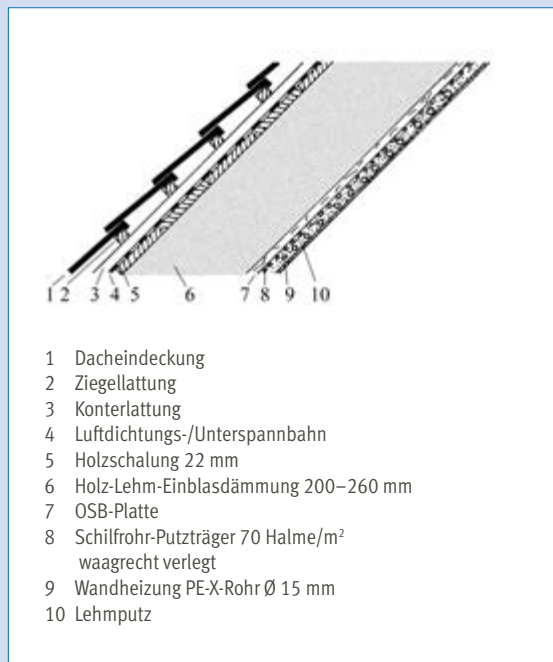 1 2 3 4 5 6 7 8 9 10
1 Dacheindeckung
2 Ziegellattung
3 Konterlattung
4 Luftdichtungs-/Unterspannbahn
5 Holzschalung 22 mm
6 Holz-Lehm-Einblasdämmung 200–260 mm
7 OSB-Platte
8 Schilfrohr-Putzträger 70 Halme/m²
waagrecht verlegt
9 Wandheizung PE-X-Rohr Ø 15 mm
10 Lehmputz